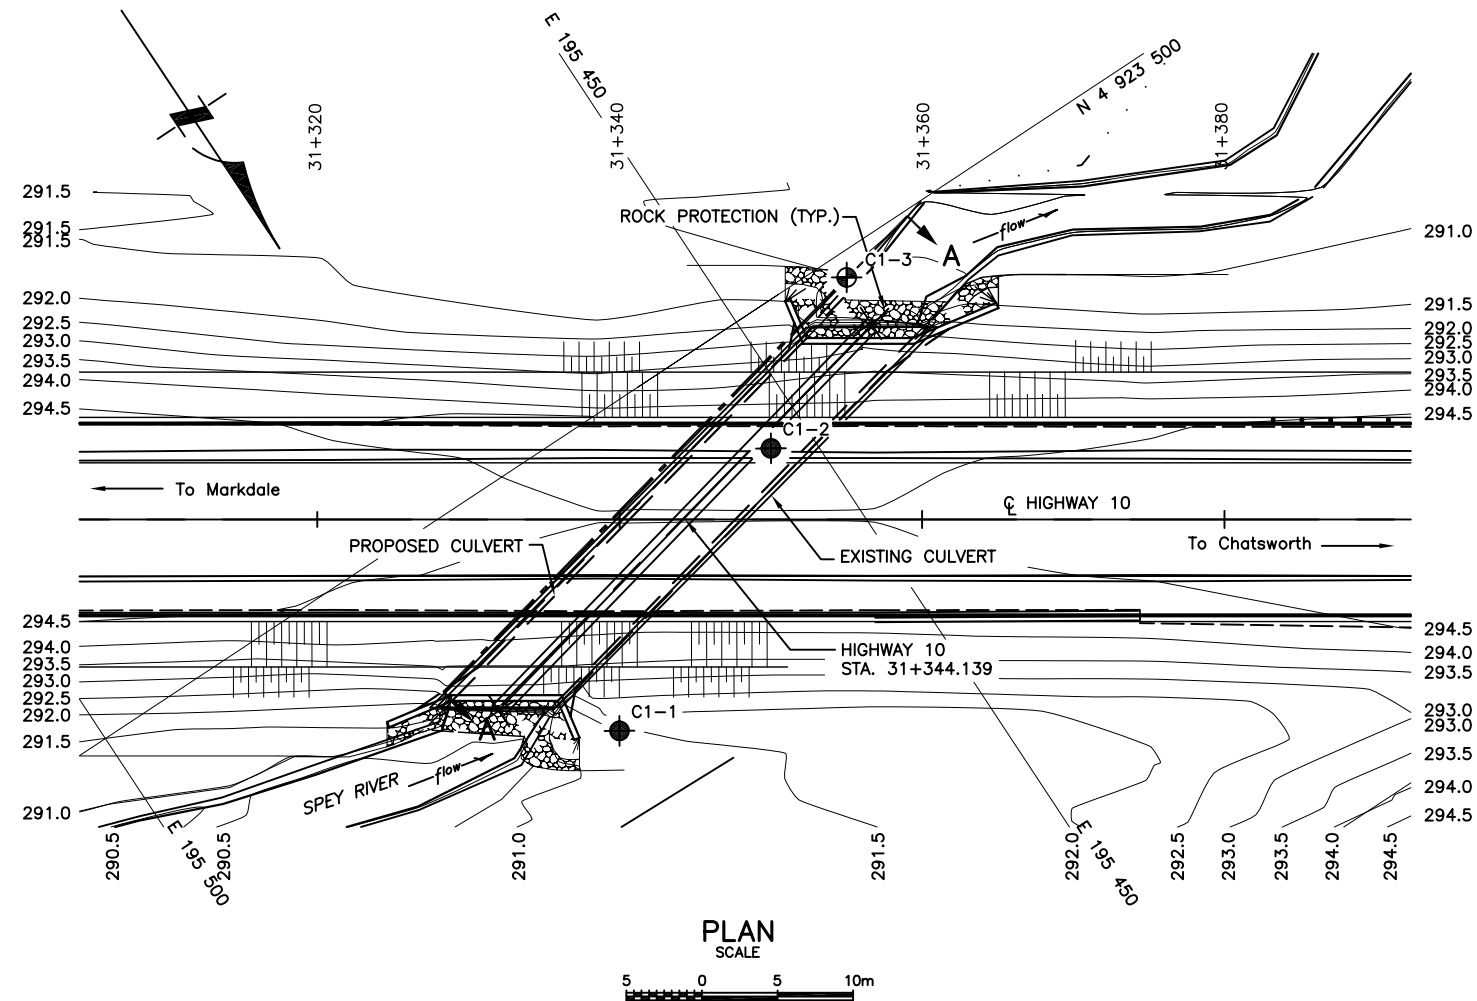 E 195 450
N 4 923 500
31+320
31+340
31+360
31+380
291.5
291.5
291.5
292.0
292.5
293.0
293.5
294.0
294.5
ROCK PROTECTION (TYP.)
flow
A
C1-3
291.0
291.5
292.0
292.5
293.0
293.5
294.0
294.5
C1-2
To Markdale
℄ HIGHWAY 10
PROPOSED CULVERT
EXISTING CULVERT
To Chatsworth
HIGHWAY 10
STA. 31+344.139
294.5
294.0
293.5
293.0
292.5
292.0
291.5
291.0
C1-1
A
SPEY RIVER
flow
294.5
294.0
293.5
293.0
293.0
293.5
294.0
294.5
290.5
E 195 500
290.5
291.0
291.5
292.0
E 195 450
292.5
293.0
293.5
294.0
294.5
PLAN
SCALE
5 0 5 10m